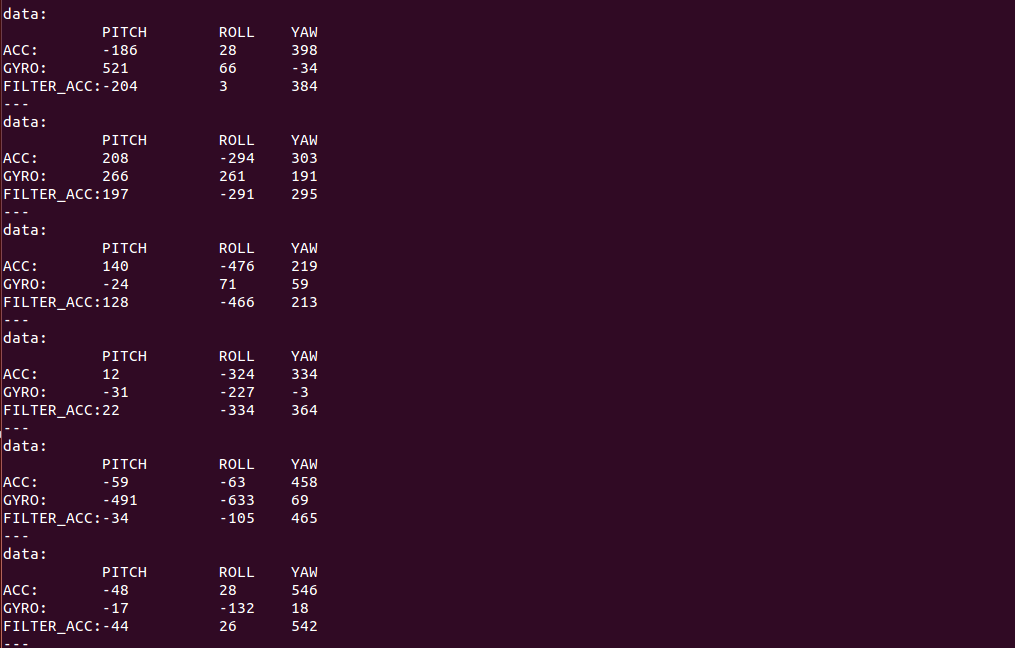 data:
PITCH ROLL YAW
ACC: -186 28 398
GYRO: 521 66 -34
FILTER_ACC:-204 3 384
---
data:
PITCH ROLL YAW
ACC: 208 -294 303
GYRO: 266 261 191
FILTER_ACC:197 -291 295
---
data:
PITCH ROLL YAW
ACC: 140 -476 219
GYRO: -24 71 59
FILTER_ACC:128 -466 213
---
data:
PITCH ROLL YAW
ACC: 12 -324 334
GYRO: -31 -227 -3
FILTER_ACC:22 -334 364
---
data:
PITCH ROLL YAW
ACC: -59 -63 458
GYRO: -491 -633 69
FILTER_ACC:-34 -105 465
---
data:
PITCH ROLL YAW
ACC: -48 28 546
GYRO: -17 -132 18
FILTER_ACC:-44 26 542
---